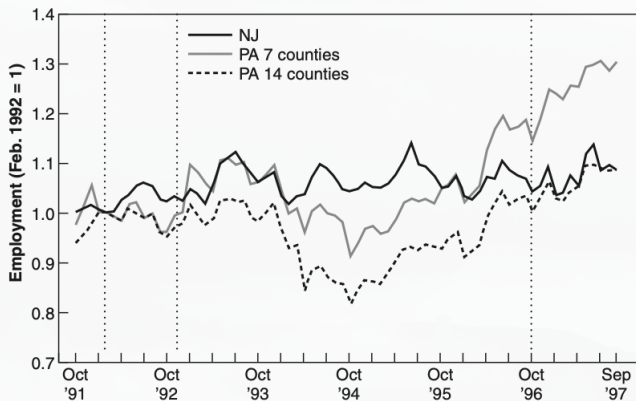 1.4
1.3
1.2
1.1
1.0
0.9
0.8
0.7
Employment (Feb. 1992 = 1)
NJ
PA 7 counties
PA 14 counties
Oct Oct Oct Oct Oct Oct Sep
'91 '92 '93 '94 '95 '96 '97